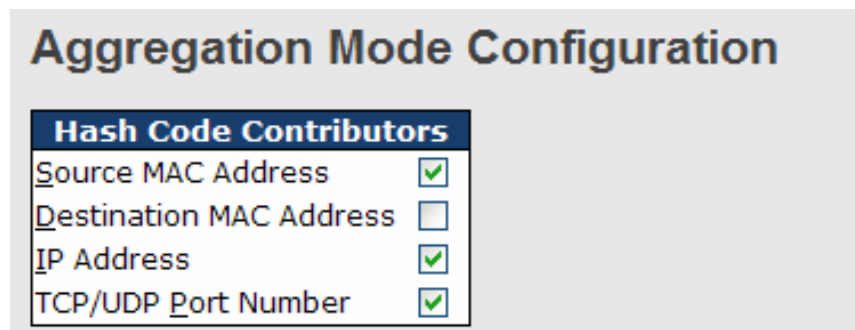 Aggregation Mode Configuration
Hash Code Contributors
Source MAC Address
Destination MAC Address
IP Address
TCP/UDP Port Number